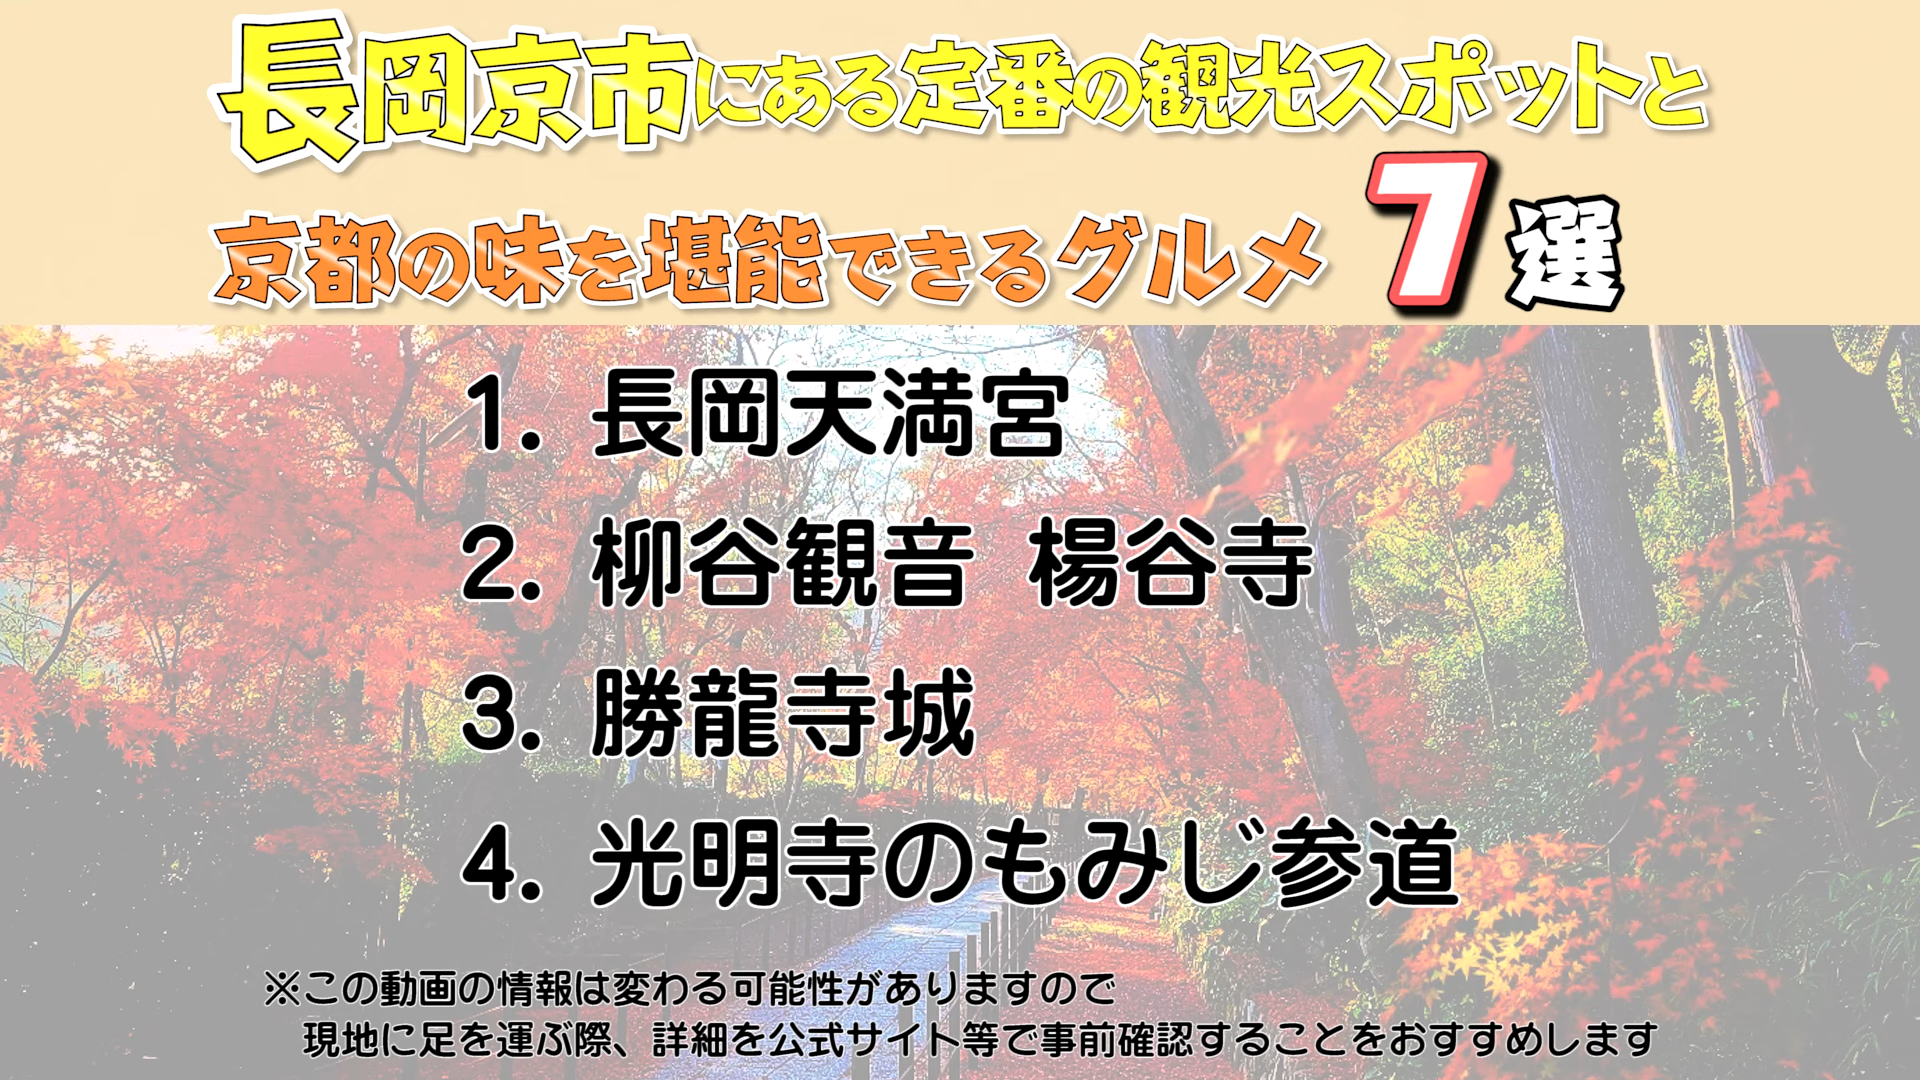 長岡京市にある定番の観光スポットと
京都の味を堪能できるグルメ7選
1. 長岡天満宮
2. 柳谷観音 楊谷寺
3. 勝龍寺城
4. 光明寺のもみじ参道
※この動画の情報は変わる可能性がありますので
現地に足を運ぶ際、詳細を公式サイト等で事前確認することをおすすめします